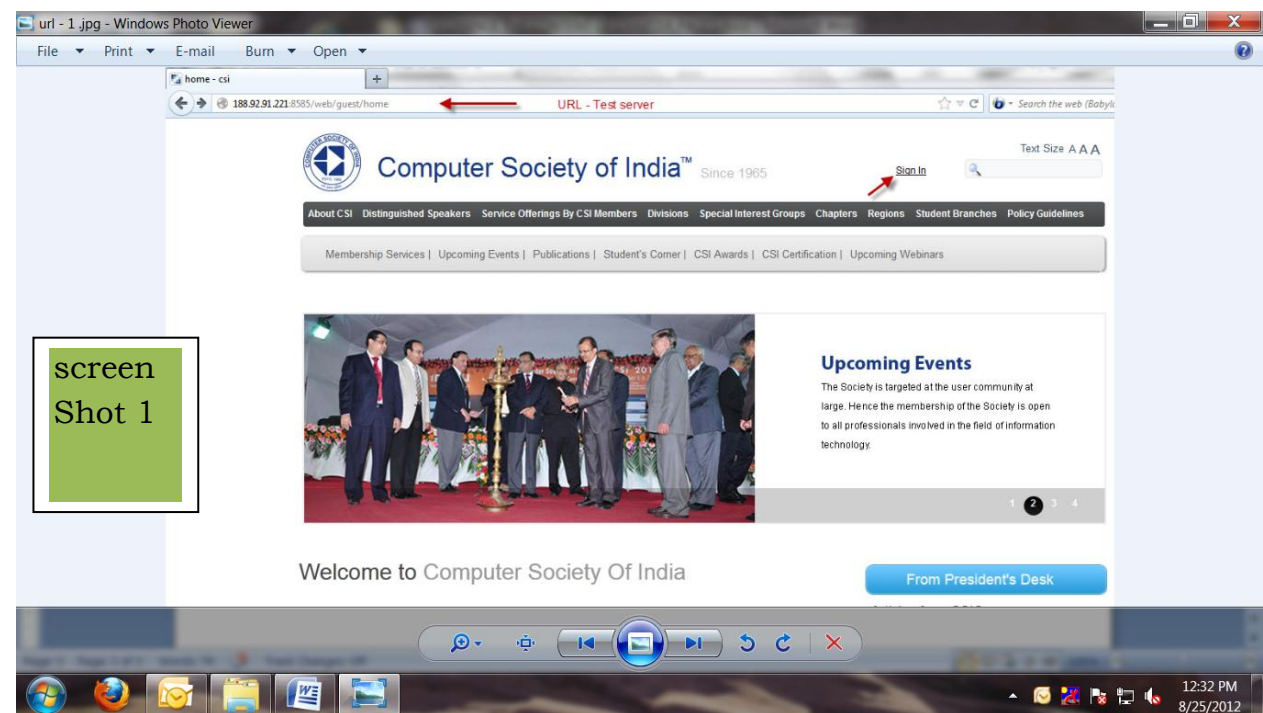 url - 1 .jpg - Windows Photo Viewer
File Print E-mail Burn Open
home - csi
188.92.91.221:8585/web/guest/home
URL - Test server
Search the web (Babylo
Computer Society of India™ Since 1965
Text Size A A A
Sign In
About CSI Distinguished Speakers Service Offerings By CSI Members Divisions Special Interest Groups Chapters Regions Student Branches Policy Guidelines
Membership Services | Upcoming Events | Publications | Student's Corner | CSI Awards | CSI Certification | Upcoming Webinars
screen
Shot 1
Upcoming Events
The Society is targeted at the user community at
large. Hence the membership of the Society is open
to all professionals involved in the field of information
technology.
1 2 3 4
Welcome to Computer Society Of India
From President's Desk
12:32 PM
8/25/2012